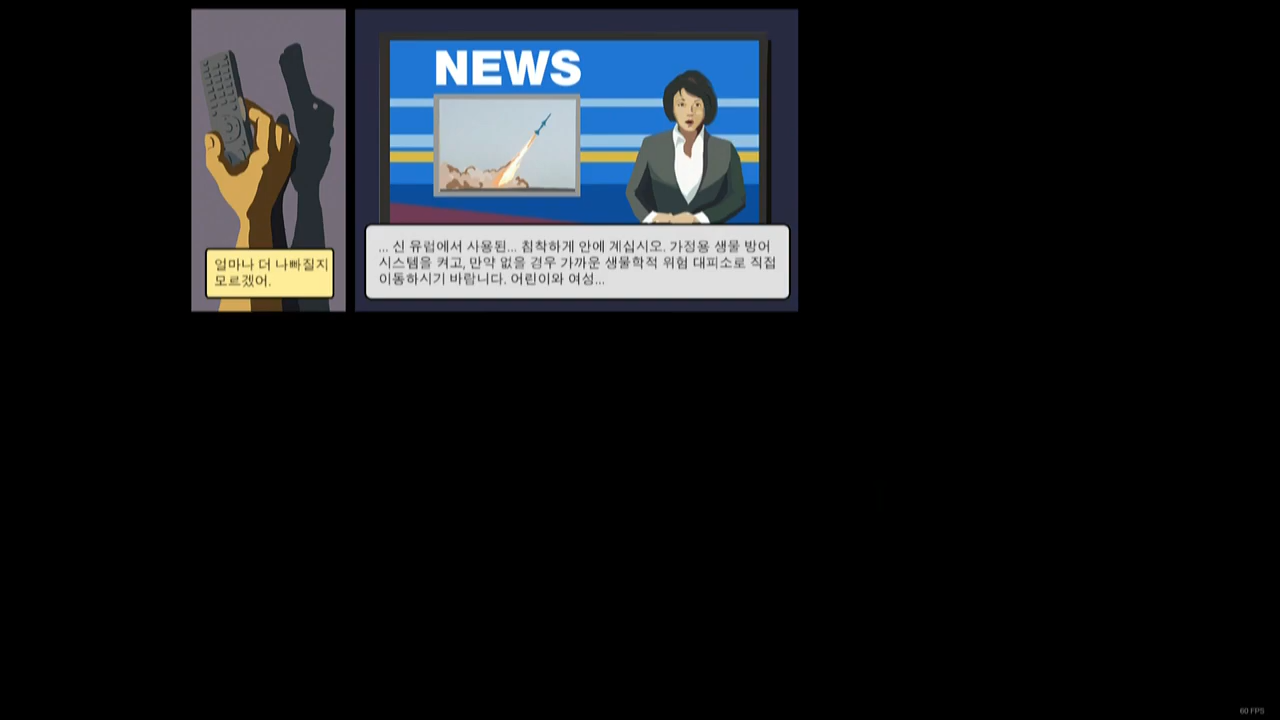 얼마나 더 나빠질지
모르겠어.
NEWS
... 신 유럽에서 사용된... 침착하게 안에 계십시오. 가정용 생물 방어
시스템을 켜고, 만약 없을 경우 가까운 생물학적 위험 대피소로 직접
이동하시기 바랍니다. 어린이와 여성...
60 FPS